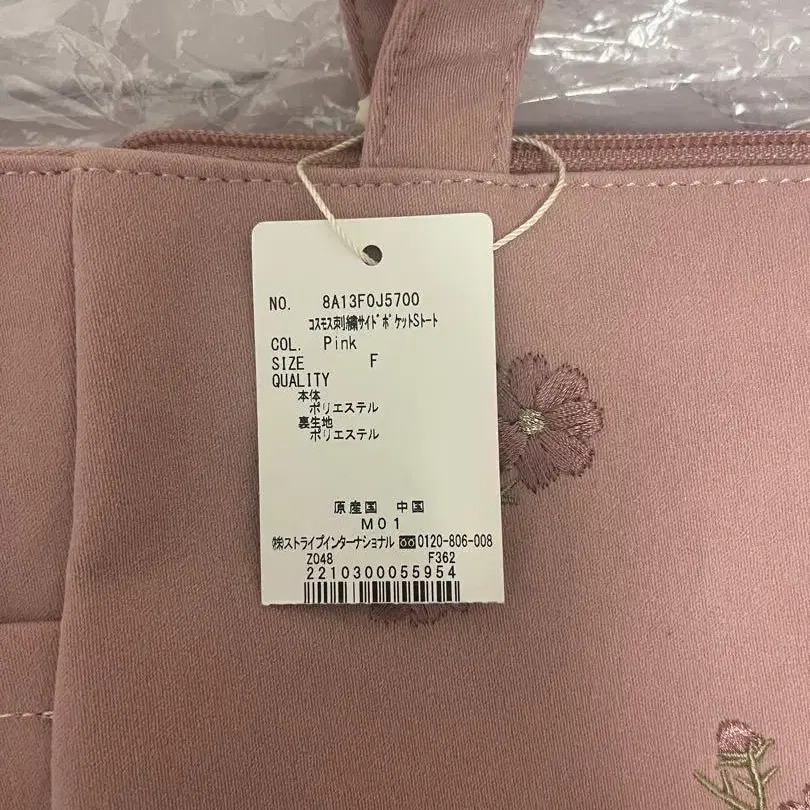 NO. 8A13F0J5700
コスモス刺繍サイドポケットSトート
COL. Pink
SIZE F
QUALITY
本体
ポリエステル
裏生地
ポリエステル
原産国 中国
M01
㈱ストライプインターナショナル 0120-806-008
Z048 F362
2210300055954